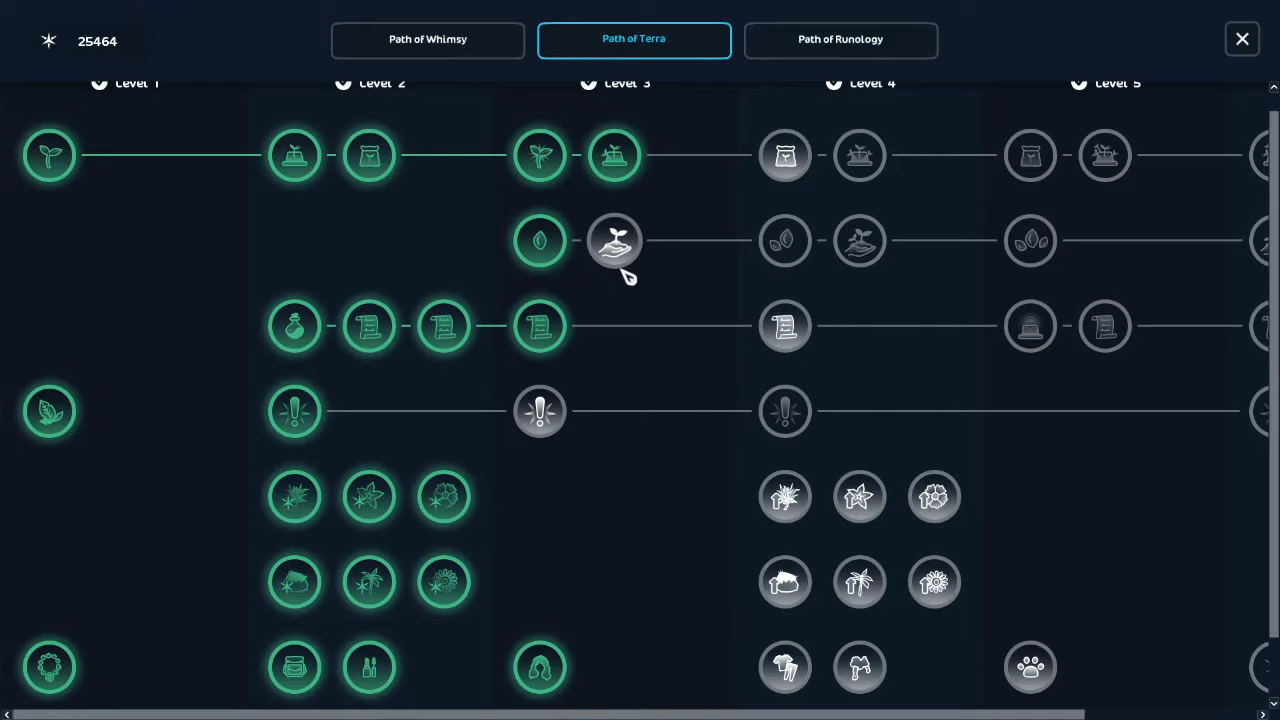 25464
Path of Whimsy
Path of Terra
Path of Runology
Level 1
Level 2
Level 3
Level 4
Level 5